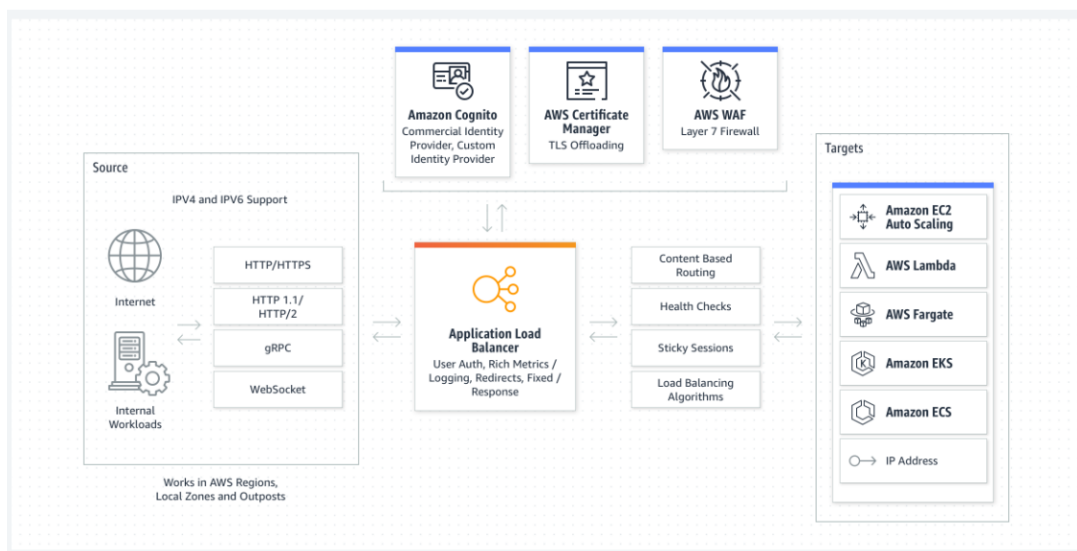 Amazon Cognito
Commercial Identity
Provider, Custom
Identity Provider
AWS Certificate
Manager
TLS Offloading
AWS WAF
Layer 7 Firewall
Source
IPV4 and IPV6 Support
Internet
Internal
Workloads
HTTP/HTTPS
HTTP 1.1/
HTTP/2
gRPC
WebSocket
Works in AWS Regions,
Local Zones and Outposts
Application Load
Balancer
User Auth, Rich Metrics /
Logging, Redirects, Fixed /
Response
Content Based
Routing
Health Checks
Sticky Sessions
Load Balancing
Algorithms
Targets
Amazon EC2
Auto Scaling
AWS Lambda
AWS Fargate
Amazon EKS
Amazon ECS
IP Address